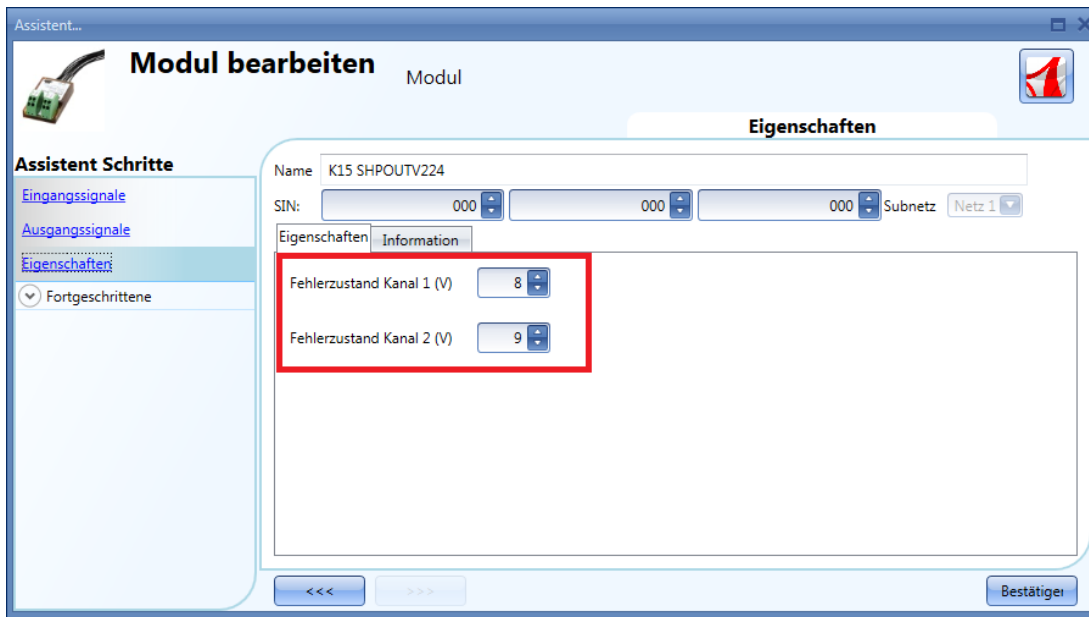 Assistent...
Modul bearbeiten Modul
Eigenschaften
Assistent Schritte
Eingangssignale
Ausgangssignale
Eigenschaften
Fortgeschrittene
Name K15 SHPOUTV224
SIN: 000 000 000 Subnetz Netz 1
Eigenschaften Information
Fehlerzustand Kanal 1 (V) 8
Fehlerzustand Kanal 2 (V) 9
<<< >>> Bestätiger